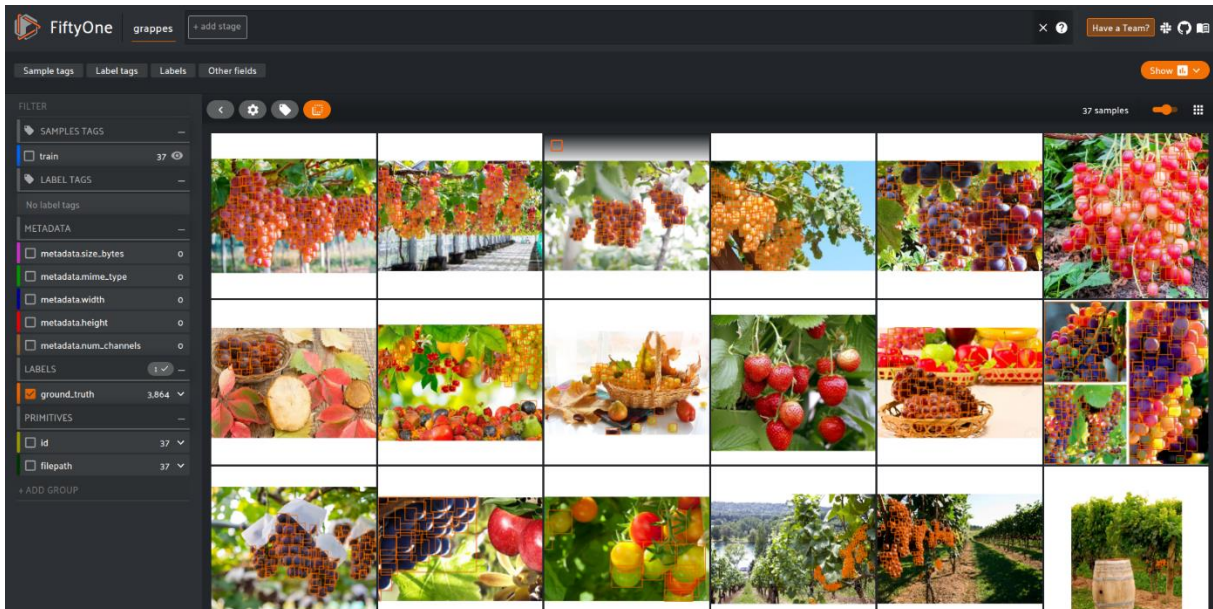 FiftyOne grappes + add stage Have a Team?
Sample tags Label tags Labels Other fields Show
FILTER
37 samples
SAMPLES TAGS
train 37
LABEL TAGS
No label tags
METADATA
metadata.size_bytes 0
metadata.mime_type 0
metadata.width 0
metadata.height 0
metadata.num_channels 0
LABELS 1
ground_truth 3,864
PRIMITIVES
id 37
filepath 37
+ ADD GROUP